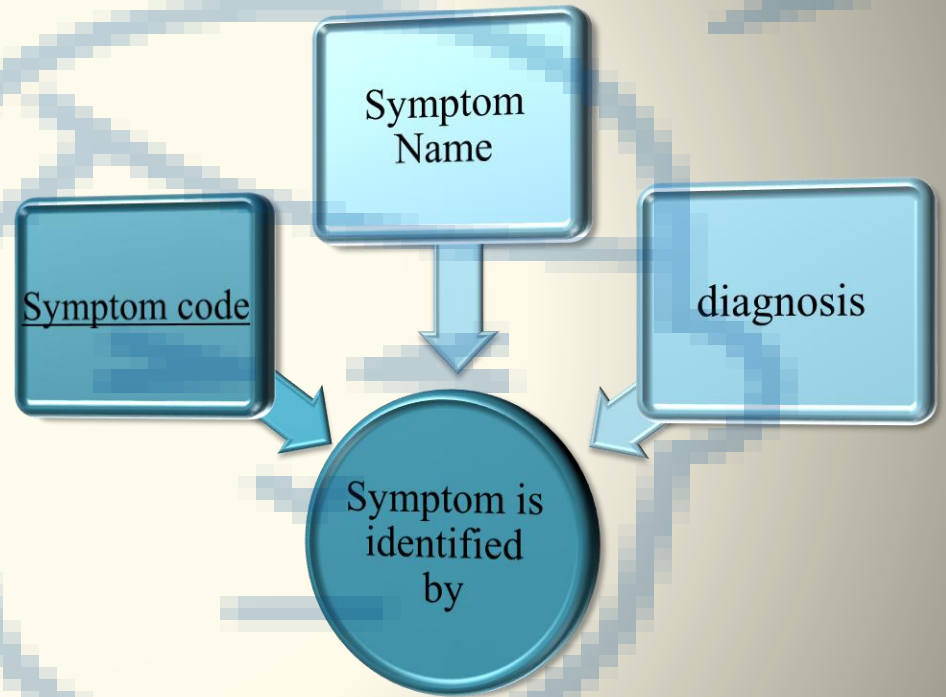 Symptom
Name
Symptom code
diagnosis
Symptom is
identified
by